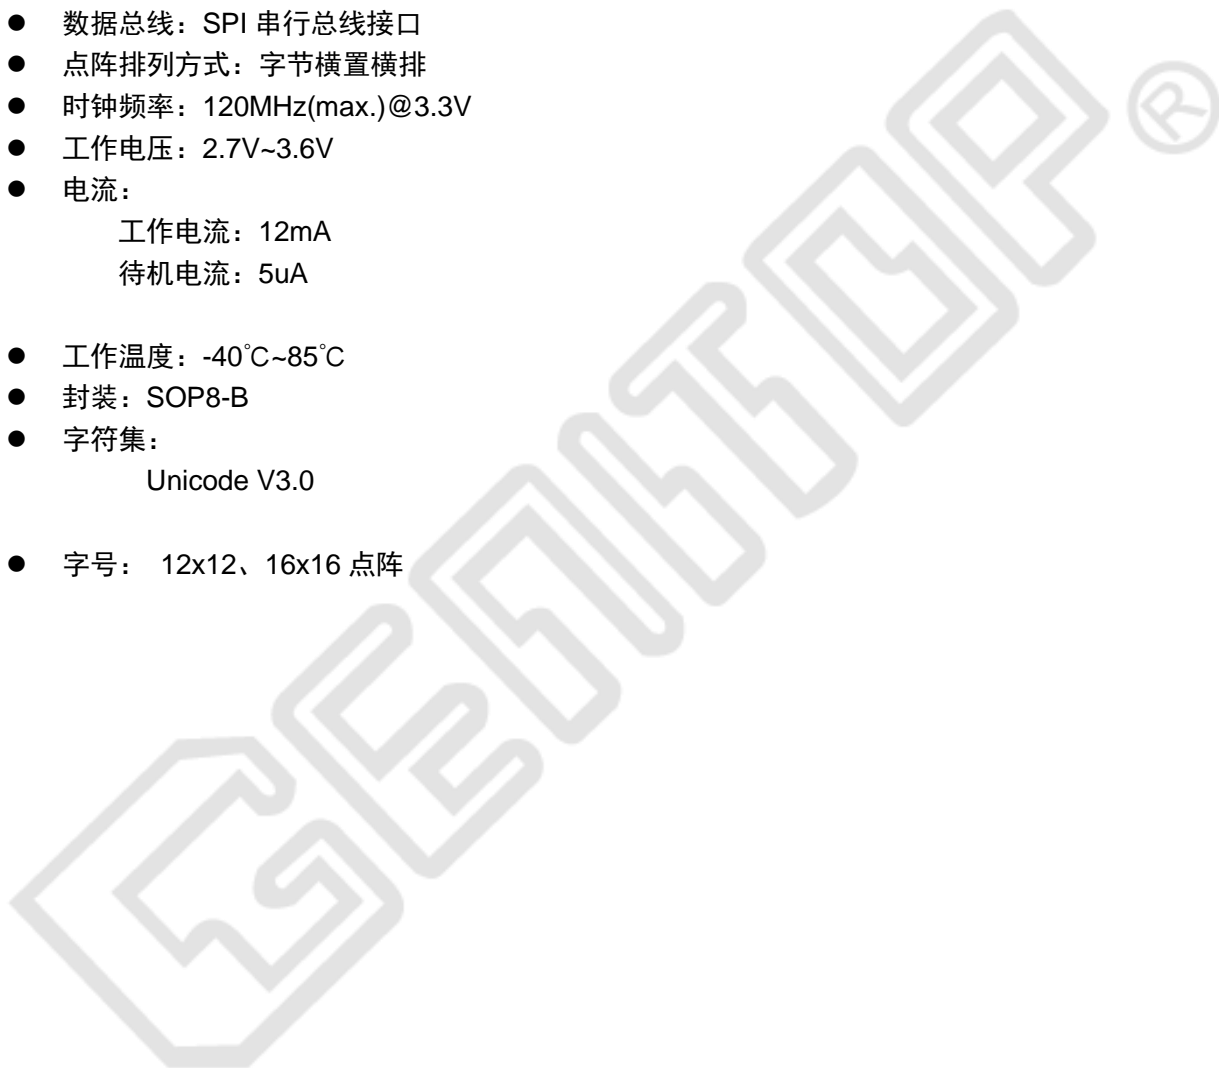 ● 数据总线：SPI 串行总线接口
● 点阵排列方式：字节横置横排
● 时钟频率：120MHz(max.)@3.3V
● 工作电压：2.7V~3.6V
● 电流：
工作电流：12mA
待机电流：5uA
● 工作温度：-40℃~85℃
● 封装：SOP8-B
● 字符集：
Unicode V3.0
● 字号： 12x12、16x16 点阵
GENITOP®